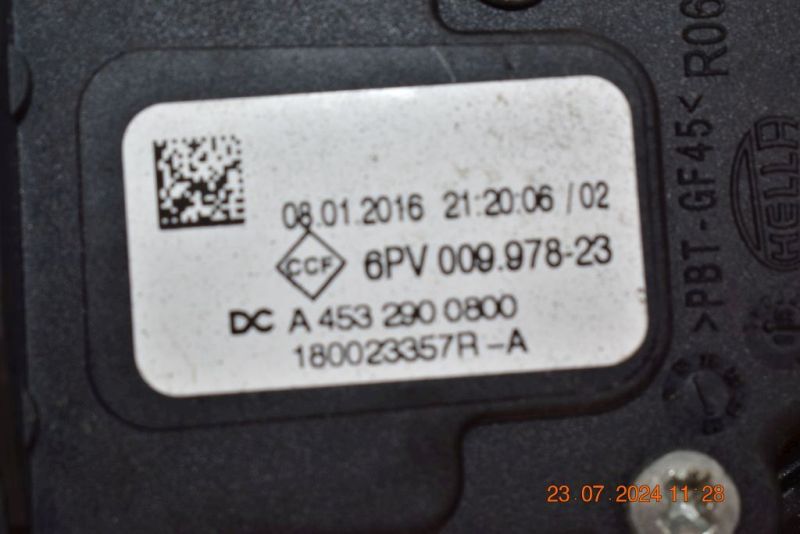 08.01.2016 21:20:06 / 02
CCF 6PV 009.978-23
DC A 453 290 0800
180023357R-A
>PBT-GF45< R06
HELLA
23.07.2024 11:28